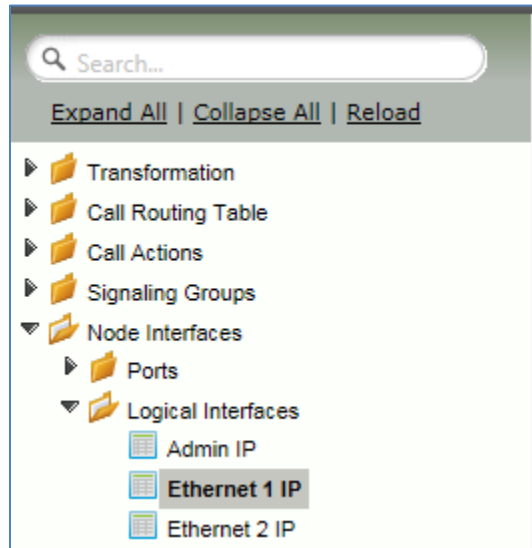 Search...
Expand All | Collapse All | Reload
Transformation
Call Routing Table
Call Actions
Signaling Groups
Node Interfaces
Ports
Logical Interfaces
Admin IP
Ethernet 1 IP
Ethernet 2 IP